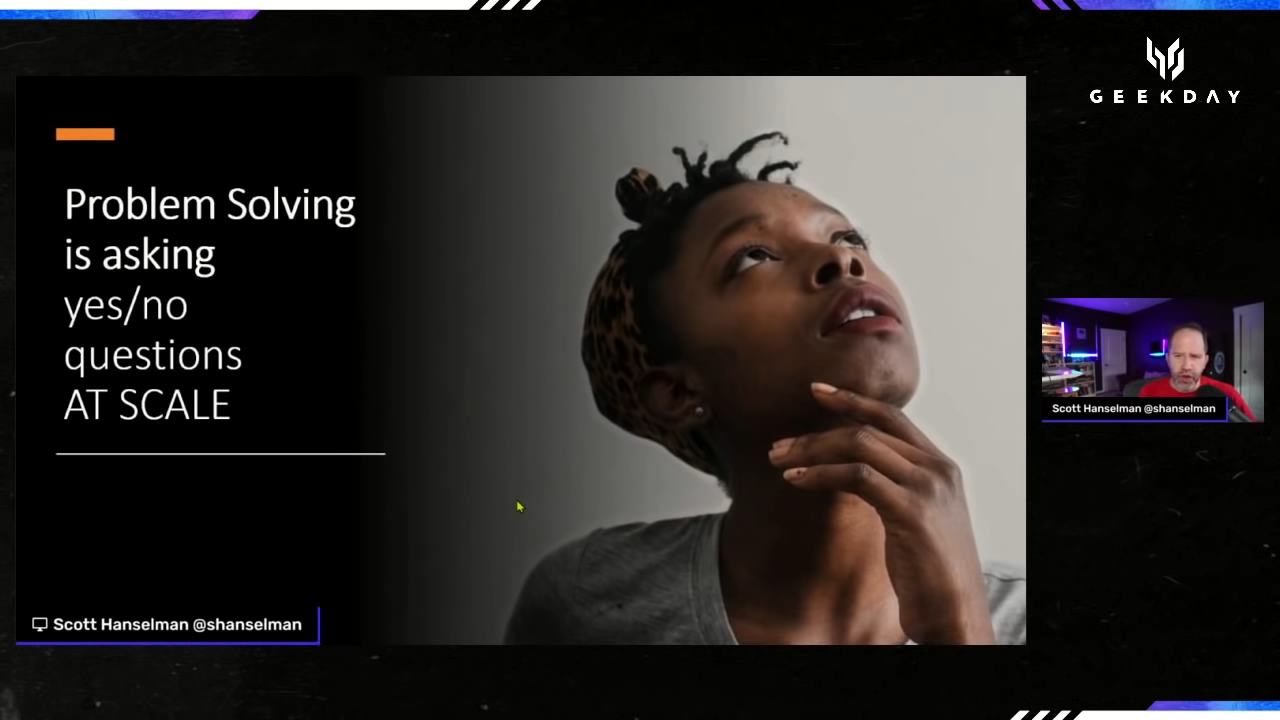 GEEKDAY
Problem Solving
is asking
yes/no
questions
AT SCALE
Scott Hanselman @shanselman
Scott Hanselman @shanselman